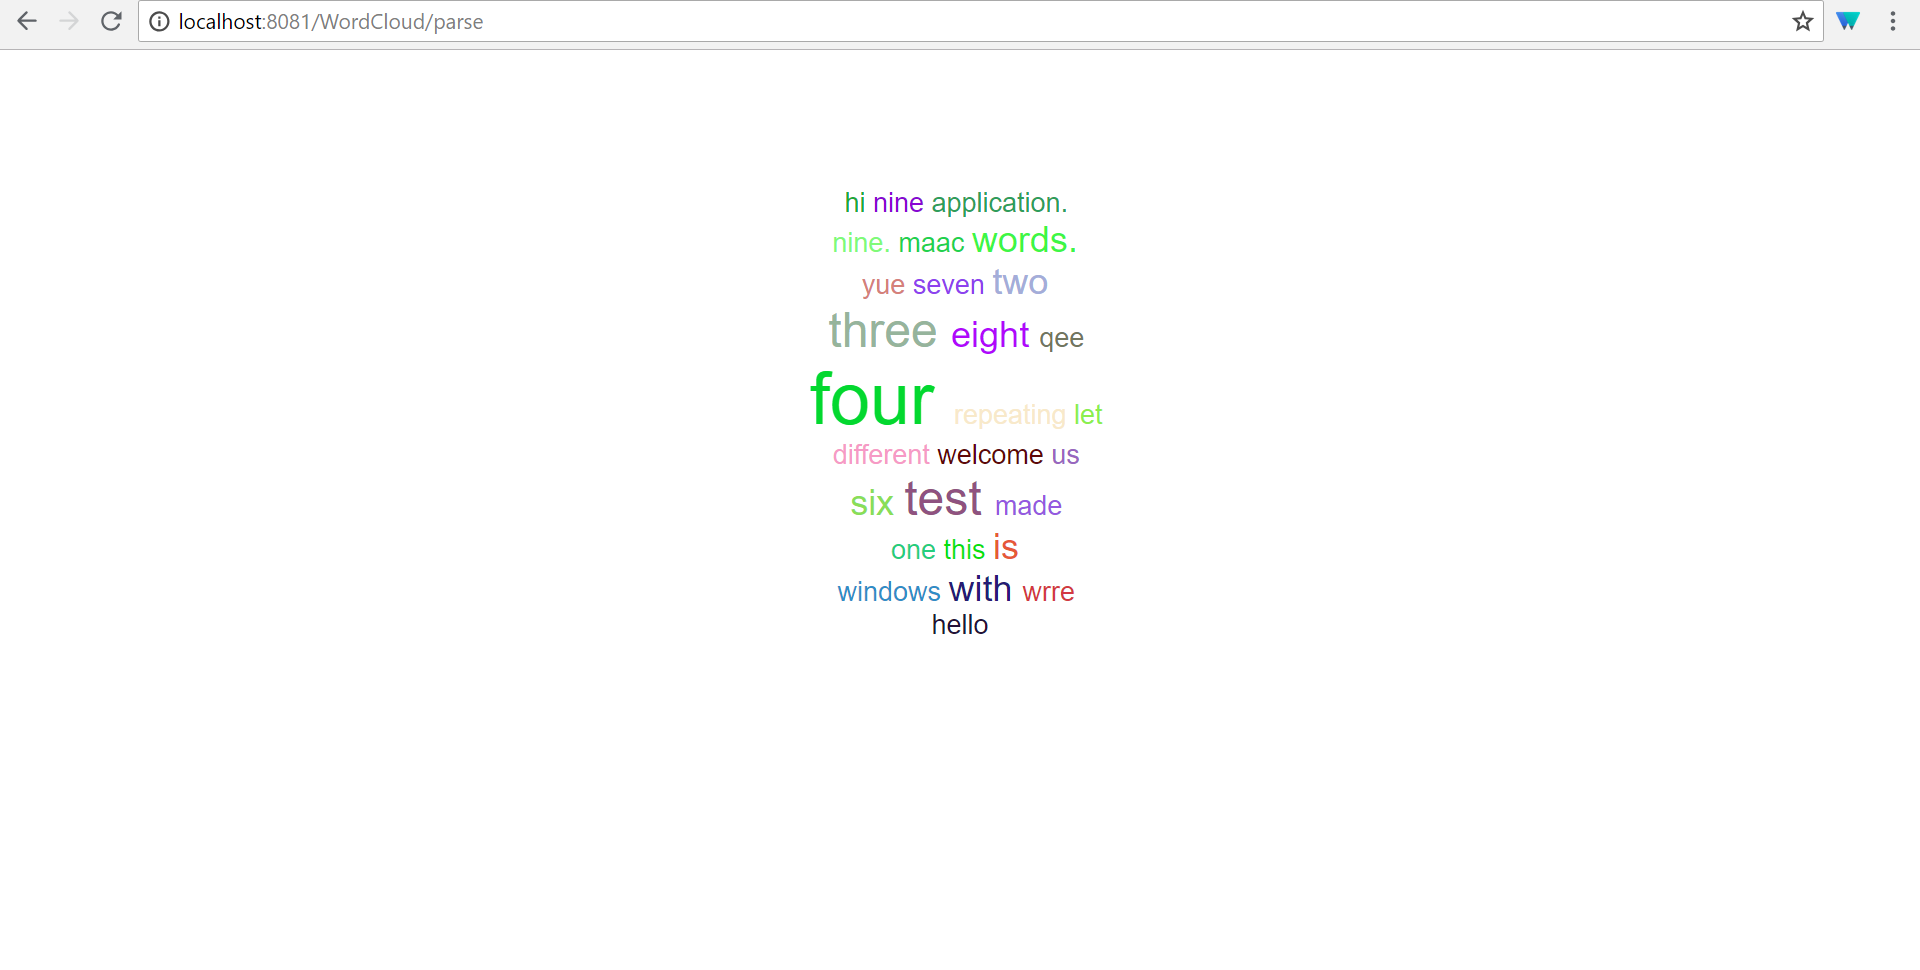 localhost:8081/WordCloud/parse
hi nine application.
nine. maac words.
yue seven two
three eight qee
four repeating let
different welcome us
six test made
one this is
windows with wrre
hello